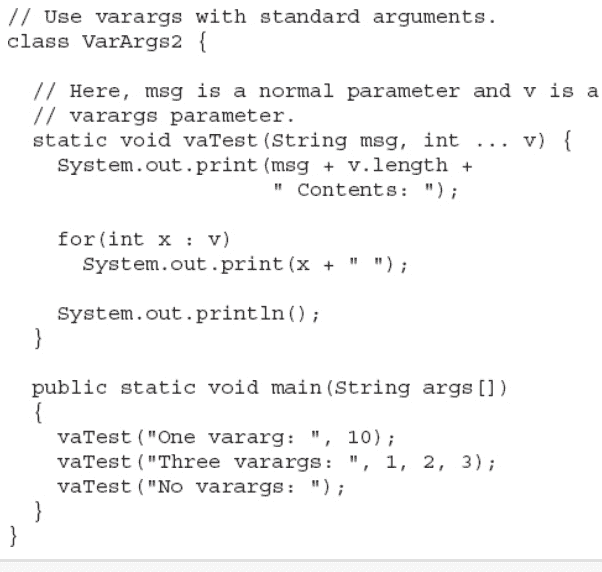 // Use varargs with standard arguments.
class VarArgs2 {
// Here, msg is a normal parameter and v is a
// varargs parameter.
static void vaTest(String msg, int ... v) {
System.out.print(msg + v.length +
" Contents: ");
for(int x : v)
System.out.print(x + " ");
System.out.println();
}
public static void main(String args[])
{
vaTest("One vararg: ", 10);
vaTest("Three varargs: ", 1, 2, 3);
vaTest("No varargs: ");
}
}